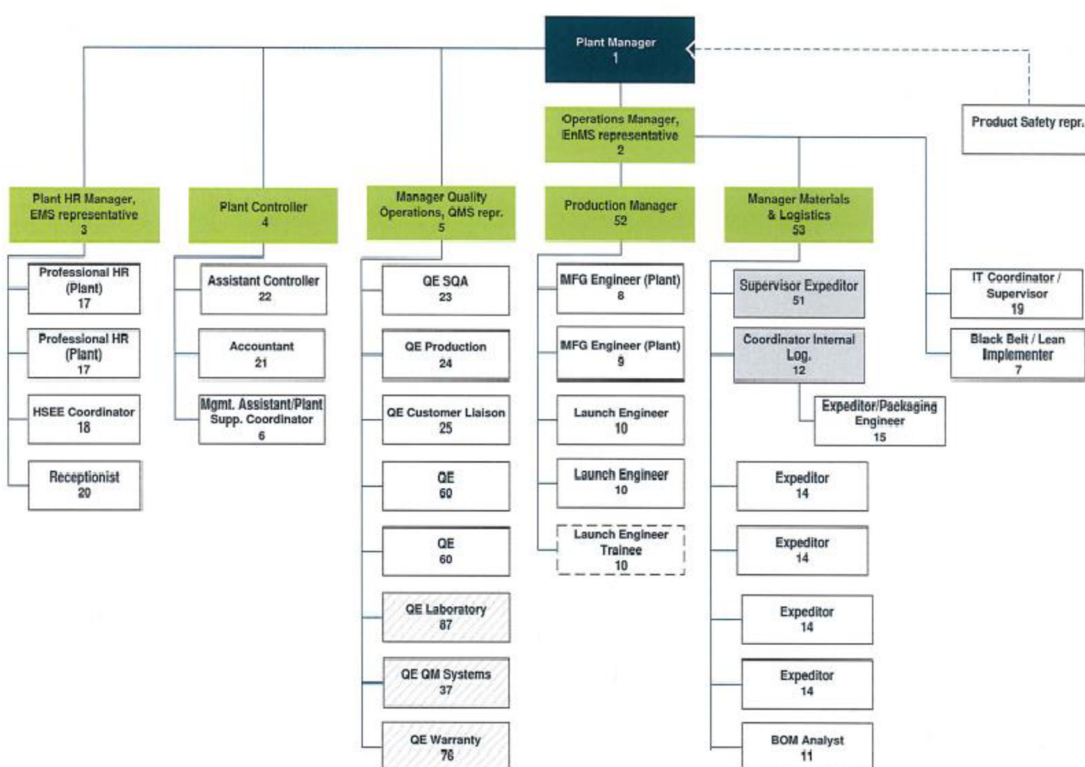 Plant Manager
1
Operations Manager,
EnMS representative
2
Product Safety repr.
Plant HR Manager,
EMS representative
3
Plant Controller
4
Manager Quality
Operations, QMS repr.
5
Production Manager
52
Manager Materials
& Logistics
53
Professional HR
(Plant)
17
Professional HR
(Plant)
17
HSEE Coordinator
18
Receptionist
20
Assistant Controller
22
Accountant
21
Mgmt. Assistant/Plant
Supp. Coordinator
6
QE SQA
23
QE Production
24
QE Customer Liaison
25
QE
60
QE
60
QE Laboratory
87
QE QM Systems
37
QE Warranty
76
MFG Engineer (Plant)
8
MFG Engineer (Plant)
9
Launch Engineer
10
Launch Engineer
10
Launch Engineer
Trainee
10
Supervisor Expeditor
51
Coordinator Internal
Log.
12
Expeditor/Packaging
Engineer
15
Expeditor
14
Expeditor
14
Expeditor
14
Expeditor
14
BOM Analyst
11
IT Coordinator /
Supervisor
19
Black Belt / Lean
Implementer
7